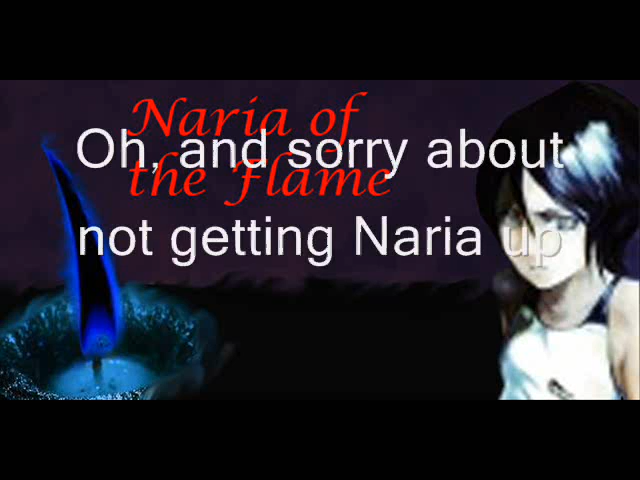 Naria of
the Flame
Oh, and sorry about
not getting Naria up